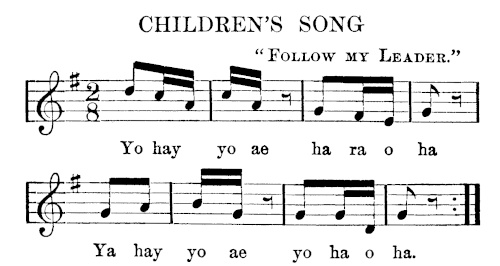 CHILDREN'S SONG
"FOLLOW MY LEADER."
2
8
Yo hay yo ae ha ra o ha
Ya hay yo ae yo ha o ha.